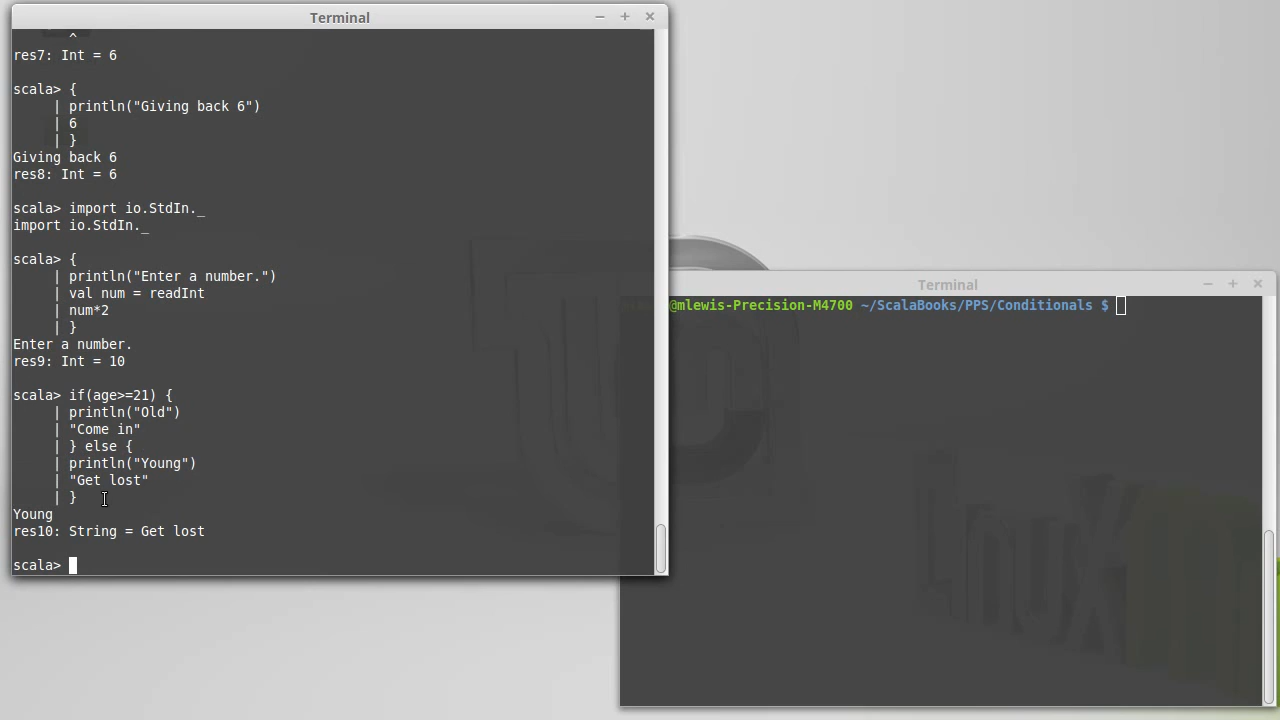 Terminal
^
res7: Int = 6
scala> {
| println("Giving back 6")
| 6
| }
Giving back 6
res8: Int = 6
scala> import io.StdIn._
import io.StdIn._
scala> {
| println("Enter a number.")
| val num = readInt
| num*2
| }
Enter a number.
res9: Int = 10
scala> if(age>=21) {
| println("Old")
| "Come in"
| } else {
| println("Young")
| "Get lost"
| }
Young
res10: String = Get lost
scala>
Terminal
@mlewis-Precision-M4700 ~/ScalaBooks/PPS/Conditionals $
Linux